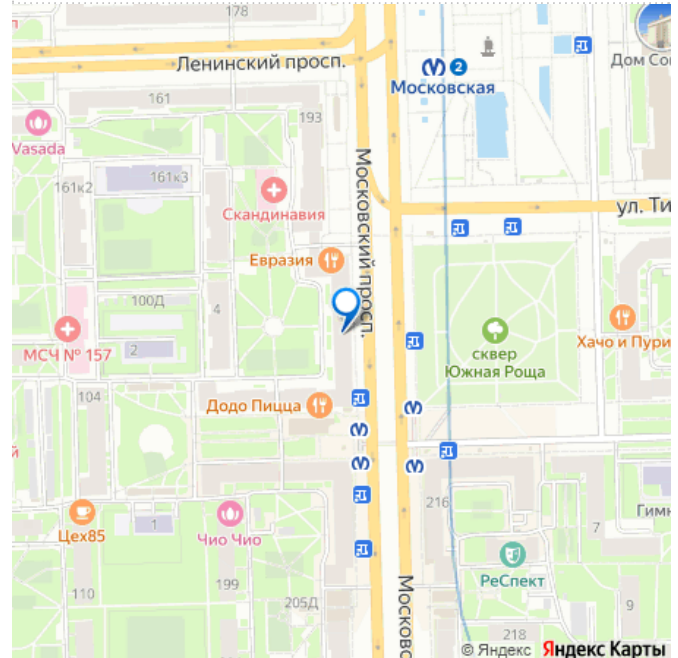 178
п
Ленинский просп.
2
Московская
Дом Сов
161
193
Vasada
161к2
161к3
Скандинавия
ул. Ти
Евразия
Московский просп.
100Д
4
2
МСЧ № 157
сквер
Южная Роща
Хачо и Пури
104
Додо Пицца
й
216
Цех85
1
Чио Чио
7
Гимн
РеСпект
110
199
205Д
9
Московс
218
© Яндекс Яндекс Карты